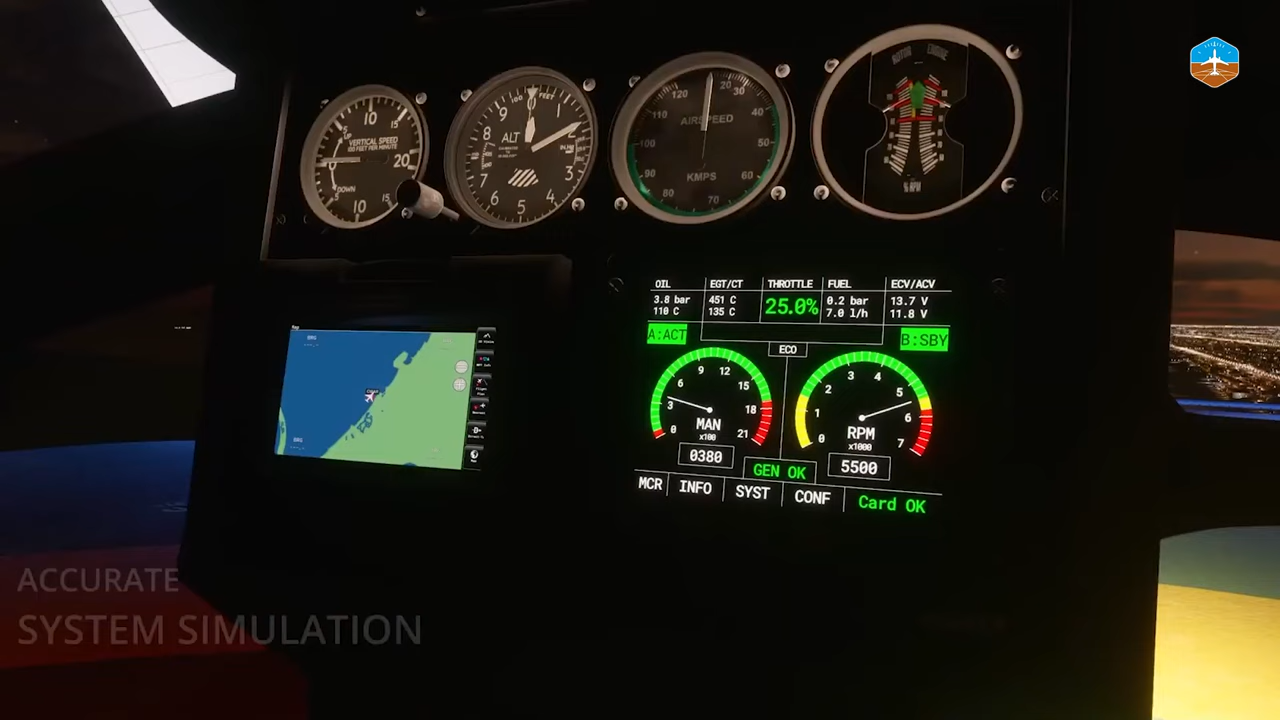 10
15
5
UP
VERTICAL SPEED
100 FEET PER MINUTE
0
20
DOWN
5
10
15
100 FEET
0
9
1
8
ALT
2
7
3
6
5
4
20
30
120
110
AIRSPEED
40
100
50
90
KMPS
60
80
70
ROTOR ENGINE
% RPM
OIL EGT/CT THROTTLE FUEL ECV/ACV
3.8 bar 451 C 25.0% 0.2 bar 13.7 V
110 C 135 C 7.0 l/h 11.8 V
A:ACT B:SBY
ECO
0 3 6 9 12 15 18 21
MAN
x100
0380
0 1 2 3 4 5 6 7
RPM
x1000
5500
GEN OK
MCR INFO SYST CONF Card OK
ACCURATE
SYSTEM SIMULATION